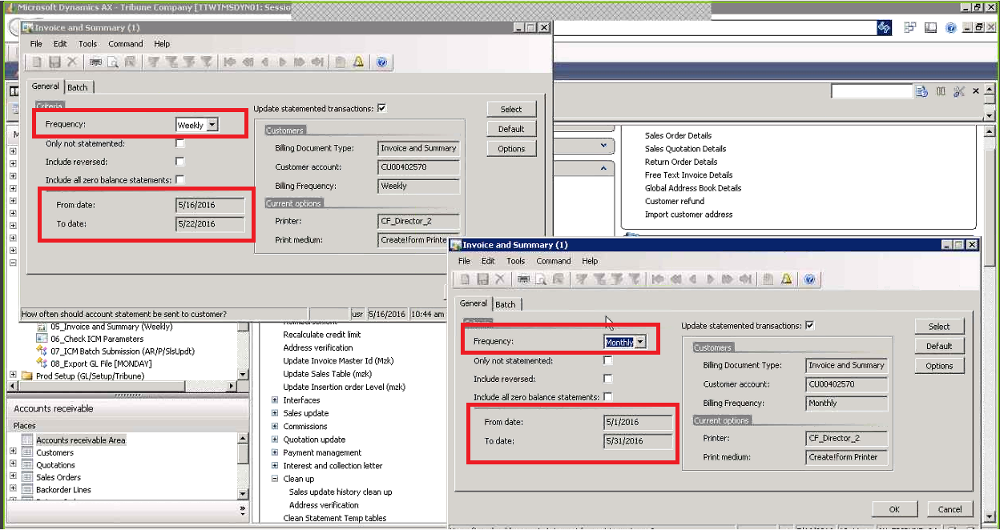 Microsoft Dynamics AX - Tribune Company [TTWTMSDYN01: Sessio
Invoice and Summary (1)
File Edit Tools Command Help
General Batch
Criteria
Frequency: Weekly
Only not statemented:
Include reversed:
Include all zero balance statements:
From date: 5/16/2016
To date: 5/22/2016
Update statemented transactions:
Customers
Billing Document Type: Invoice and Summary
Customer account: CU00402570
Billing Frequency: Weekly
Current options
Printer: CF_Director_2
Print medium: Create!form Printe
Select
Default
Options
How often should account statement be sent to customer?
usr 5/16/2016 10:44 am
Sales Order Details
Sales Quotation Details
Return Order Details
Free Text Invoice Details
Global Address Book Details
Customer refund
Import customer address
05_Invoice and Summary (Weekly)
06_Check ICM Parameters
07_ICM Batch Submission (AR/P/SlsUpdt)
08_Export GL File [MONDAY]
Prod Setup (GL/Setup/Tribune)
Accounts receivable
Places
Accounts receivable Area
Customers
Quotations
Sales Orders
Backorder Lines
Recalculate credit limit
Address verification
Update Invoice Master Id (Mzk)
Update Sales Table (mzk)
Update Insertion order Level (mzk)
Interfaces
Sales update
Commissions
Quotation update
Payment management
Interest and collection letter
Clean up
Sales update history clean up
Address verification
Clean Statement Temp tables
Invoice and Summary (1)
File Edit Tools Command Help
General Batch
Frequency: Monthly
Only not statemented:
Include reversed:
Include all zero balance statements:
From date: 5/1/2016
To date: 5/31/2016
Update statemented transactions:
Customers
Billing Document Type: Invoice and Summary
Customer account: CU00402570
Billing Frequency: Monthly
Current options
Printer: CF_Director_2
Print medium: Create!form Printer
Select
Default
Options
OK
Cancel